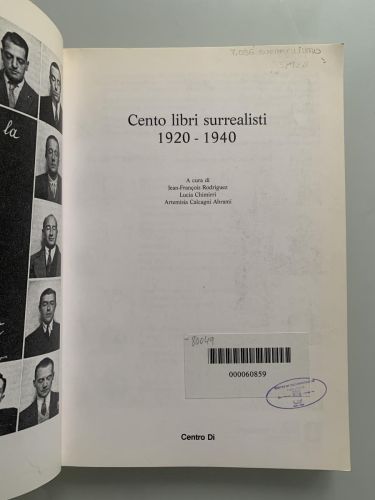 la
Cento libri surrealisti
1920 - 1940
A cura di
Jean-François Rodriguez
Lucia Chimirri
Artemisia Calcagni Abrami
80049
000060859
Centro Di